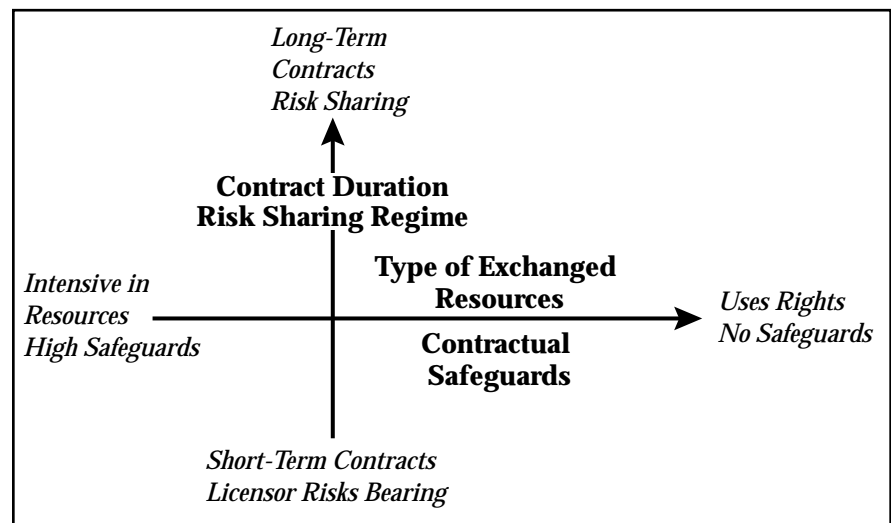 Long-Term
Contracts
Risk Sharing
Contract Duration
Risk Sharing Regime
Type of Exchanged
Resources
Intensive in
Resources
High Safeguards
Uses Rights
No Safeguards
Contractual
Safeguards
Short-Term Contracts
Licensor Risks Bearing